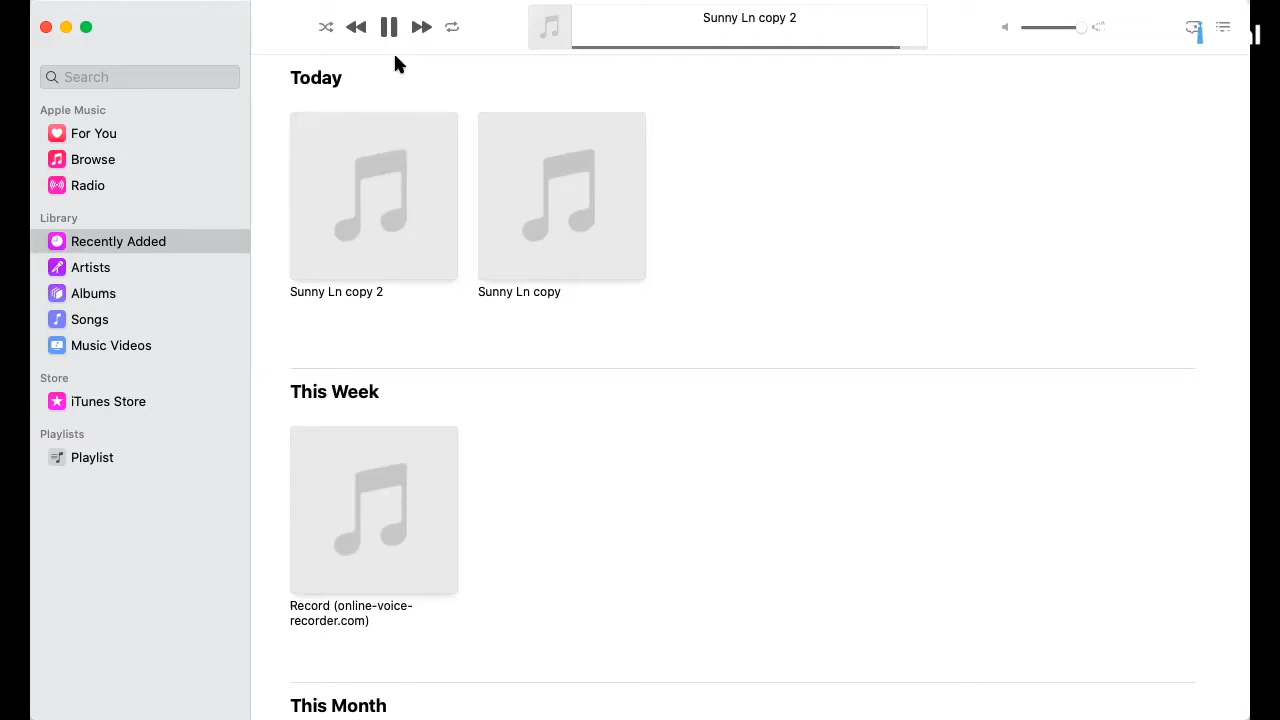 Sunny Ln copy 2
Search
Apple Music
For You
Browse
Radio
Library
Recently Added
Artists
Albums
Songs
Music Videos
Store
iTunes Store
Playlists
Playlist
Today
Sunny Ln copy 2
Sunny Ln copy
This Week
Record (online-voice-
recorder.com)
This Month